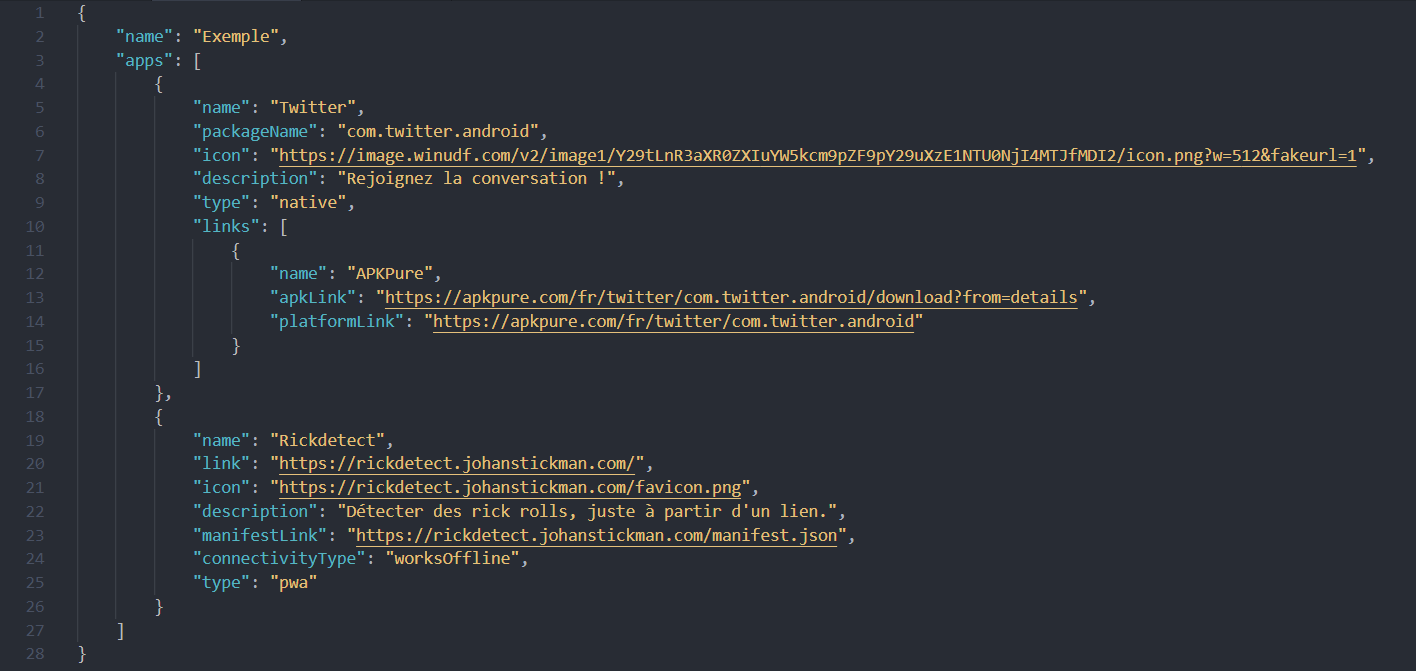 1 {
2 "name": "Exemple",
3 "apps": [
4 {
5 "name": "Twitter",
6 "packageName": "com.twitter.android",
7 "icon": "https://image.winudf.com/v2/image1/Y29tLnR3aXR0ZXIuYW5kcm9pZF9pY29uXzE1NTU0NjI4MTJfMDI2/icon.png?w=512&fakeurl=1",
8 "description": "Rejoignez la conversation !",
9 "type": "native",
10 "links": [
11 {
12 "name": "APKPure",
13 "apkLink": "https://apkpure.com/fr/twitter/com.twitter.android/download?from=details",
14 "platformLink": "https://apkpure.com/fr/twitter/com.twitter.android"
15 }
16 ]
17 },
18 {
19 "name": "Rickdetect",
20 "link": "https://rickdetect.johanstickman.com/",
21 "icon": "https://rickdetect.johanstickman.com/favicon.png",
22 "description": "Détecter des rick rolls, juste à partir d'un lien.",
23 "manifestLink": "https://rickdetect.johanstickman.com/manifest.json",
24 "connectivityType": "worksOffline",
25 "type": "pwa"
26 }
27 ]
28 }